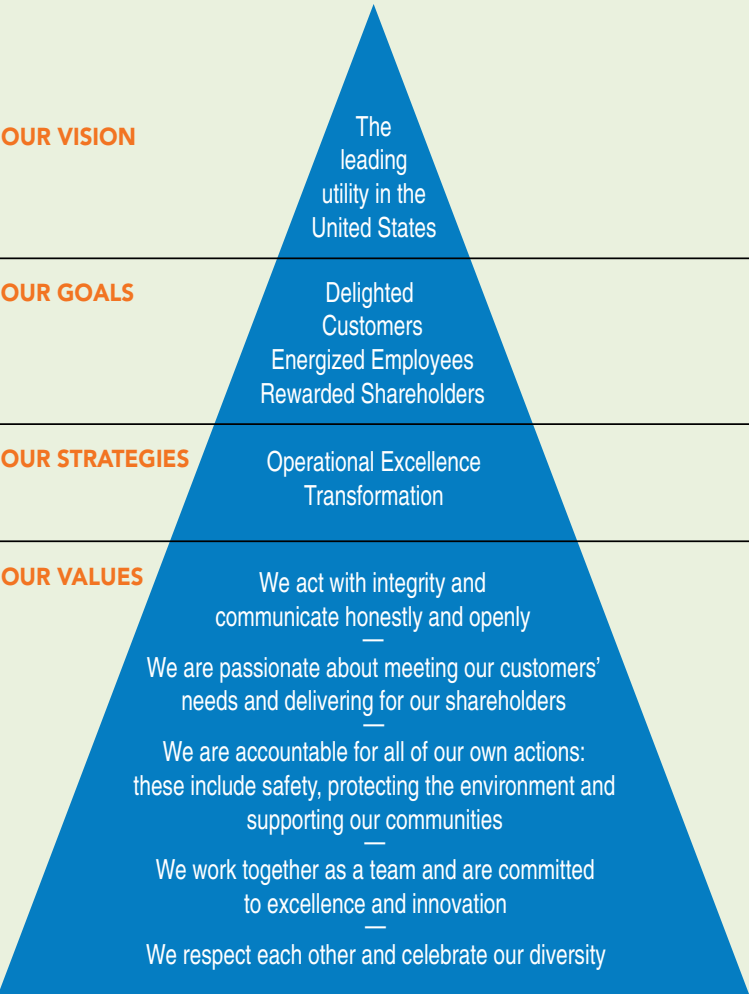 OUR VISION
The
leading
utility in the
United States
OUR GOALS
Delighted
Customers
Energized Employees
Rewarded Shareholders
OUR STRATEGIES
Operational Excellence
Transformation
OUR VALUES
We act with integrity and
communicate honestly and openly
—
We are passionate about meeting our customers’
needs and delivering for our shareholders
—
We are accountable for all of our own actions:
these include safety, protecting the environment and
supporting our communities
—
We work together as a team and are committed
to excellence and innovation
—
We respect each other and celebrate our diversity